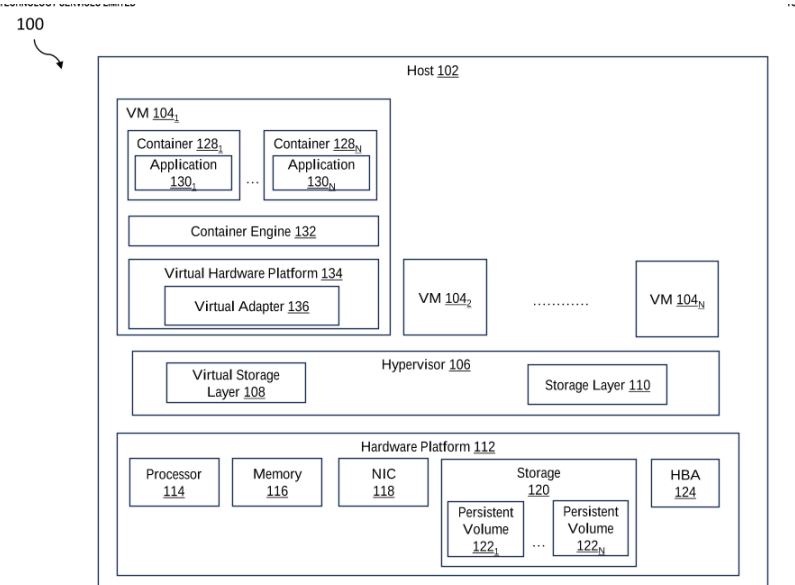 100
Host 102
VM 104₁
Container 128₁
Application
130₁
...
Container 128N
Application
130N
Container Engine 132
Virtual Hardware Platform 134
Virtual Adapter 136
VM 104₂
............
VM 104N
Hypervisor 106
Virtual Storage
Layer 108
Storage Layer 110
Hardware Platform 112
Processor
114
Memory
116
NIC
118
Storage
120
Persistent
Volume
122₁
...
Persistent
Volume
122N
HBA
124